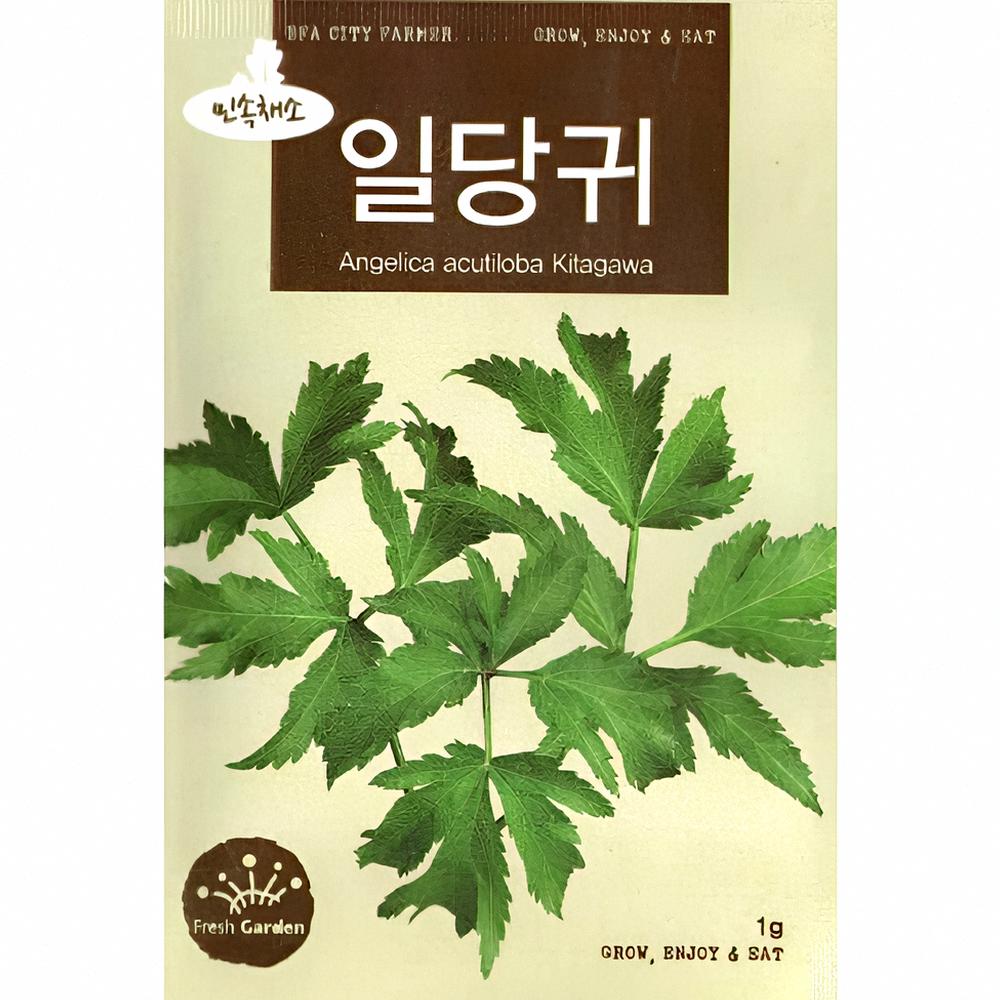 CITY FARMER
GROW, ENJOY & EAT
민속채소
일당귀
Angelica acutiloba Kitagawa
Fresh Garden
1g
GROW, ENJOY & EAT